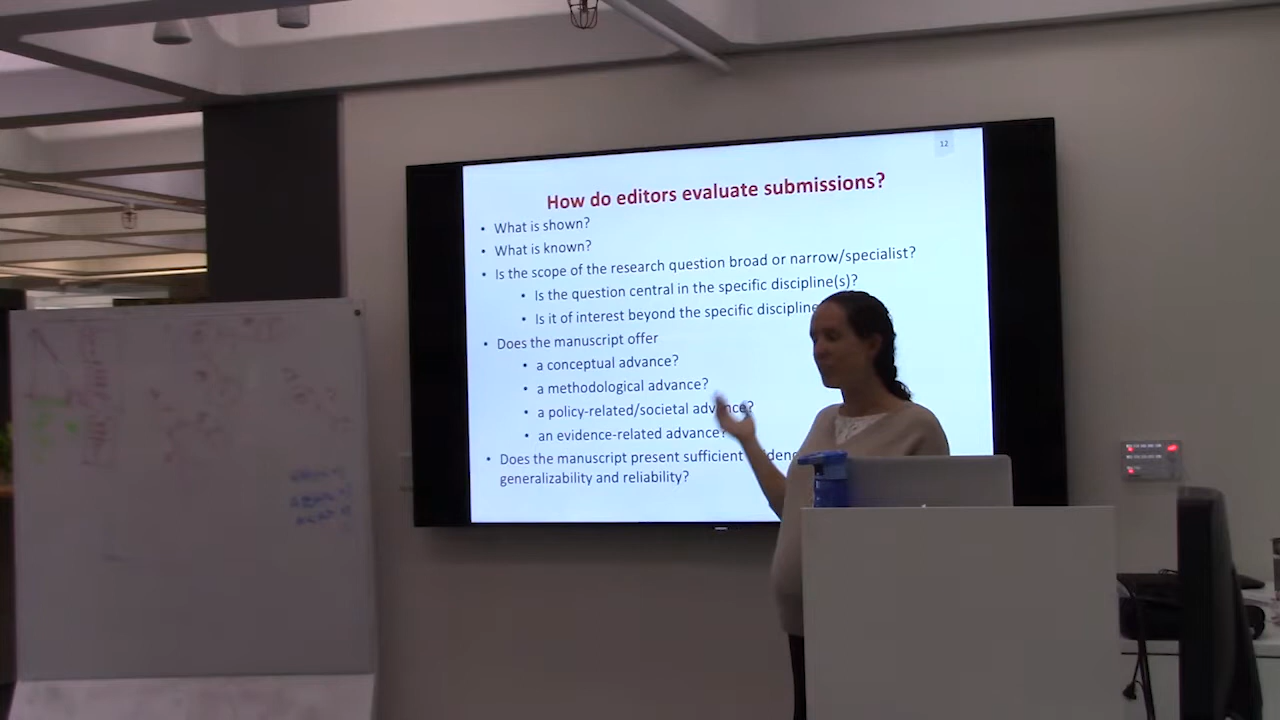 12
How do editors evaluate submissions?
• What is shown?
• What is known?
• Is the scope of the research question broad or narrow/specialist?
• Is the question central in the specific discipline(s)?
• Is it of interest beyond the specific discipline
• Does the manuscript offer
• a conceptual advance?
• a methodological advance?
• a policy-related/societal advance?
• an evidence-related advance?
• Does the manuscript present sufficient
generalizability and reliability?